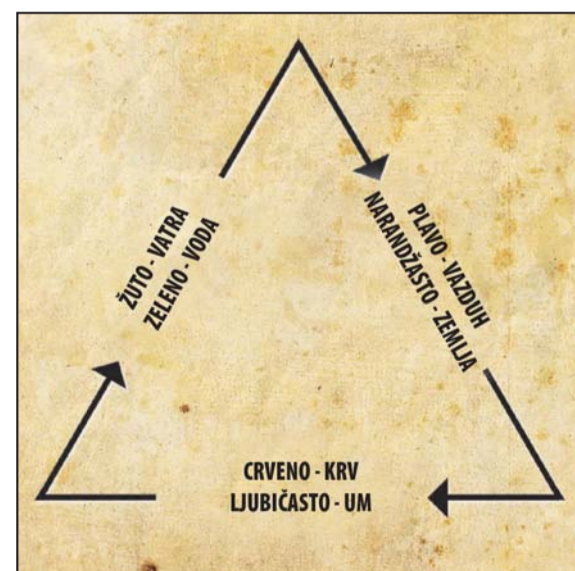 ŽUTO - VATRA
ZELENO - VODA
PLAVO - VAZDUH
NARANDŽASTO - ZEMLJA
CRVENO - KRV
LJUBIČASTO - UM